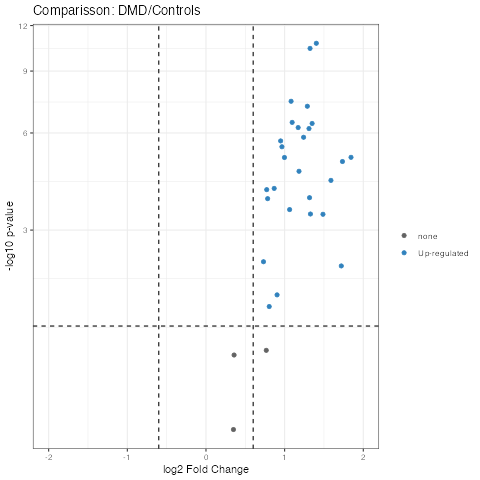 Comparisson: DMD/Controls
12
9
6
3
-log10 p-value
-2 -1 0 1 2
log2 Fold Change
none
Up-regulated